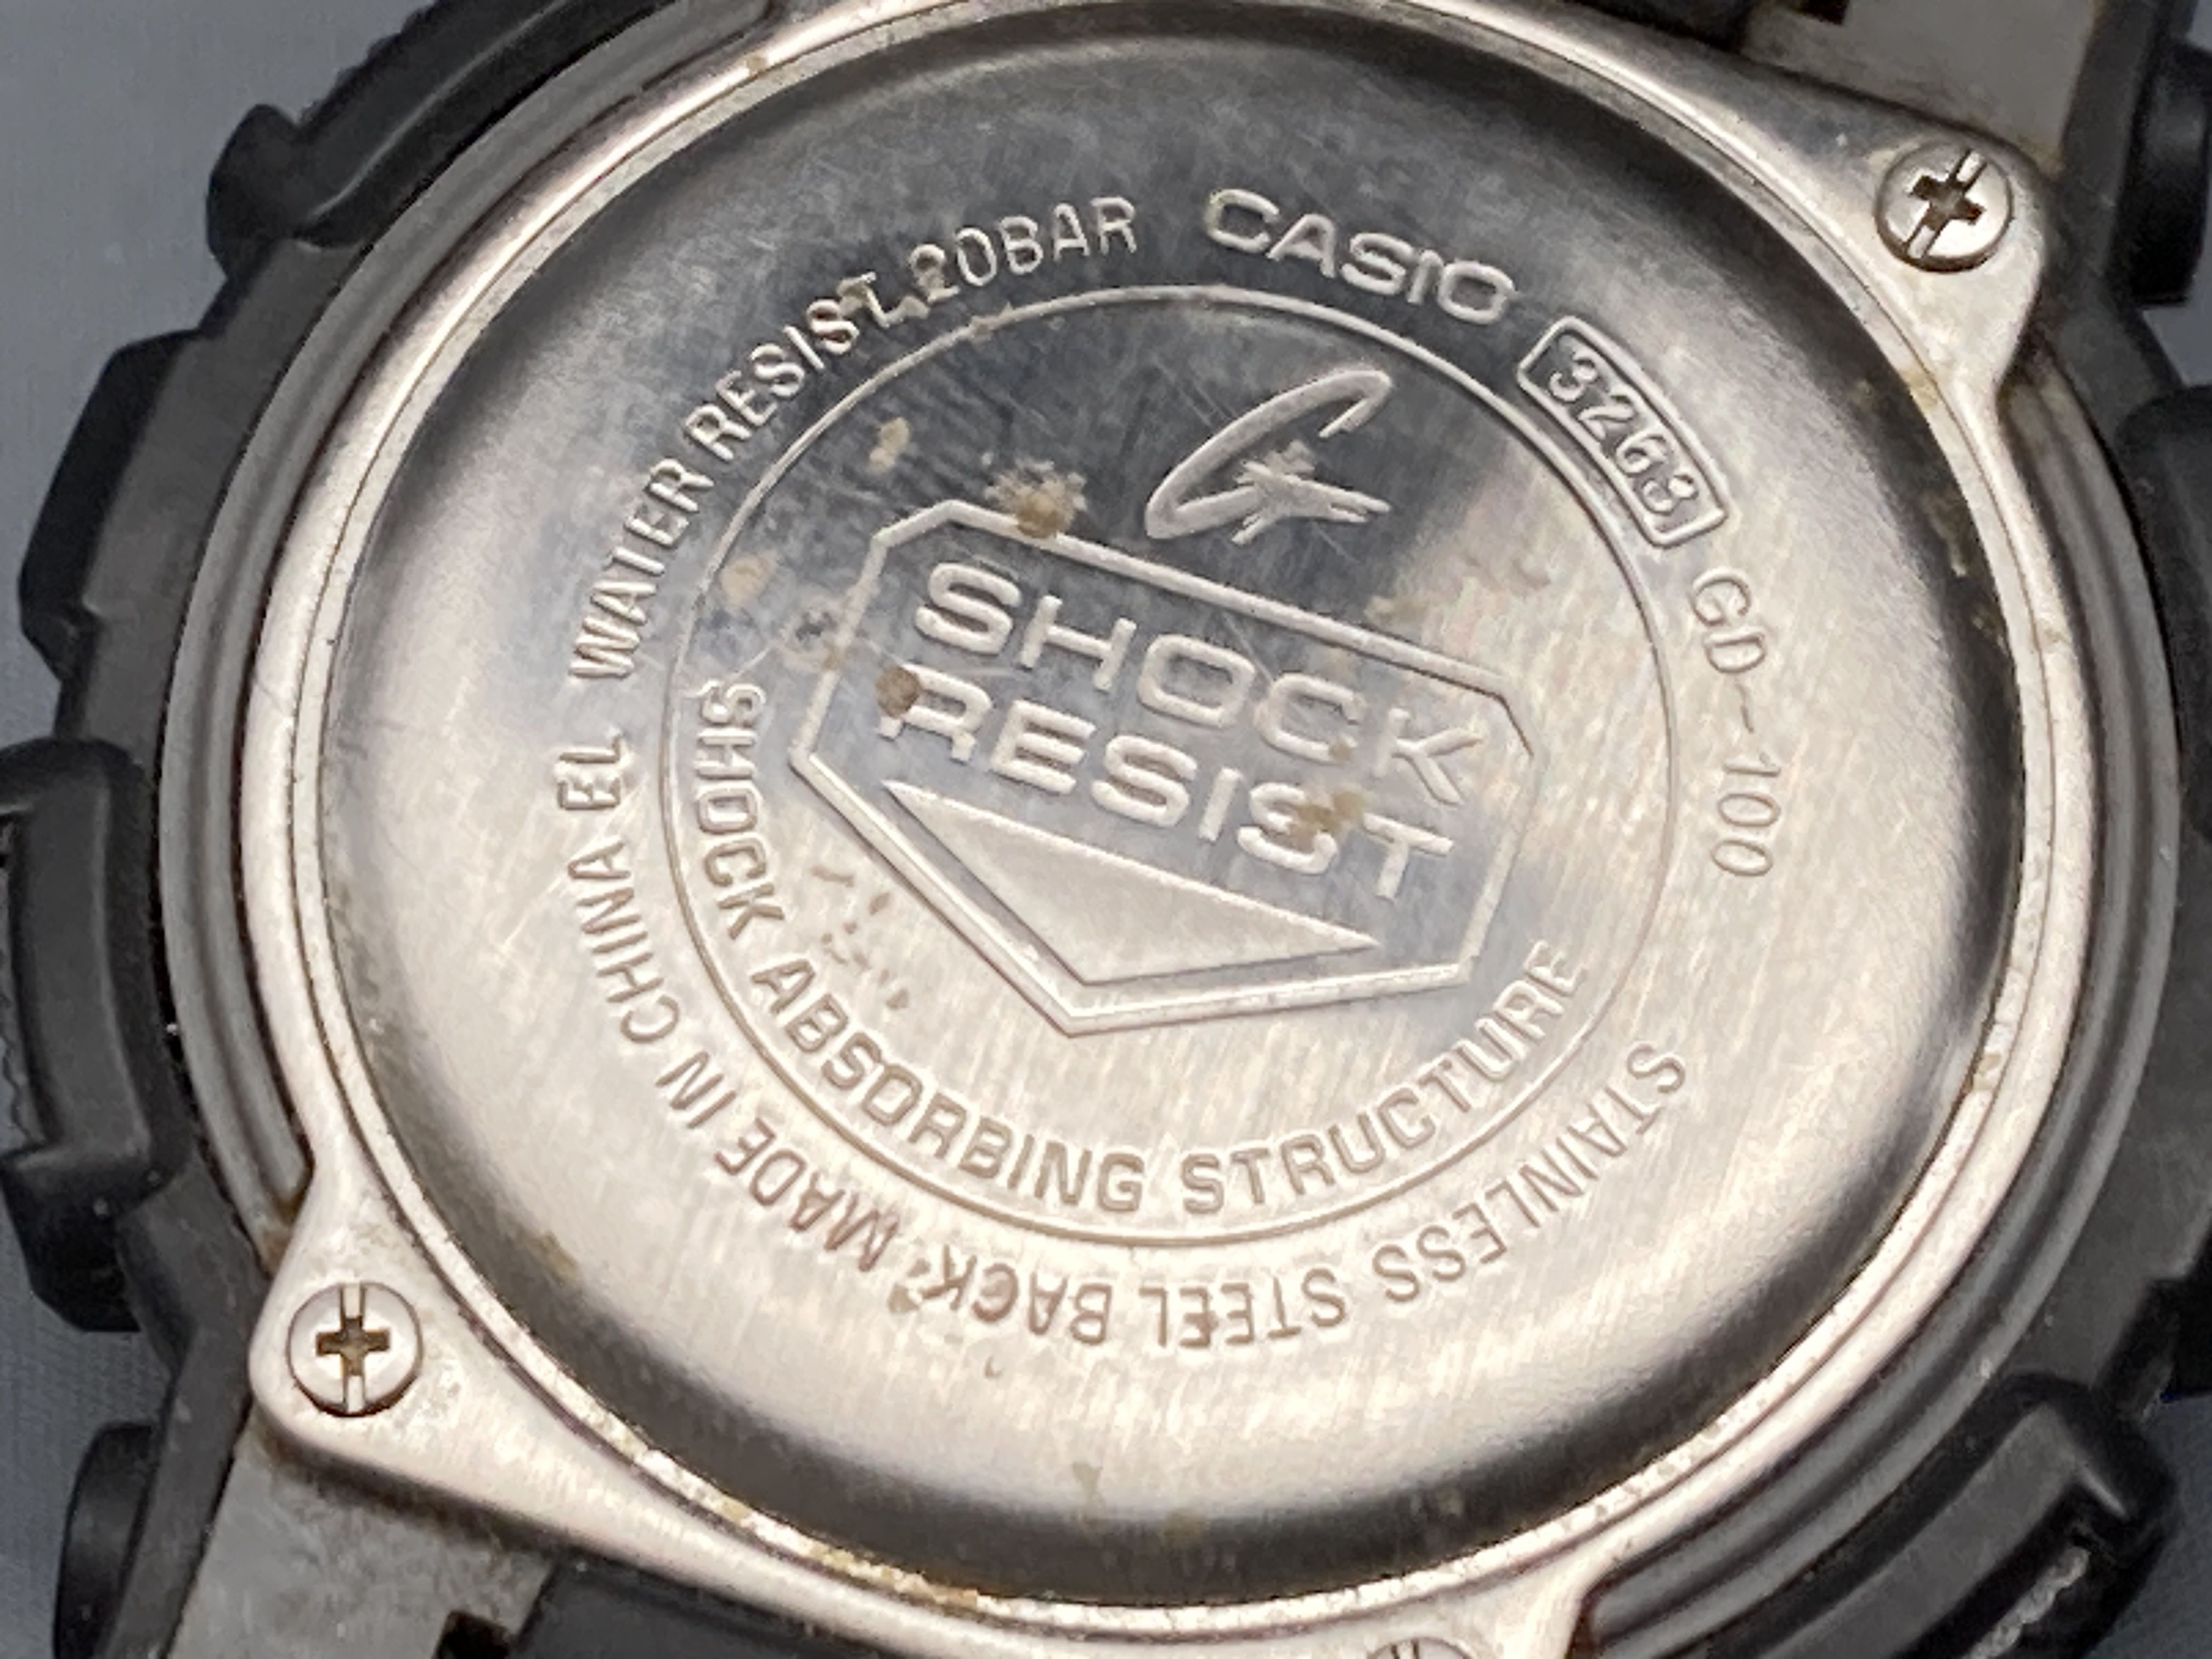 WATER RESIST.20BAR CASIO 3263 GD-100
STAINLESS STEEL BACK MADE IN CHINA EL
G
SHOCK
RESIST
SHOCK ABSORBING STRUCTURE